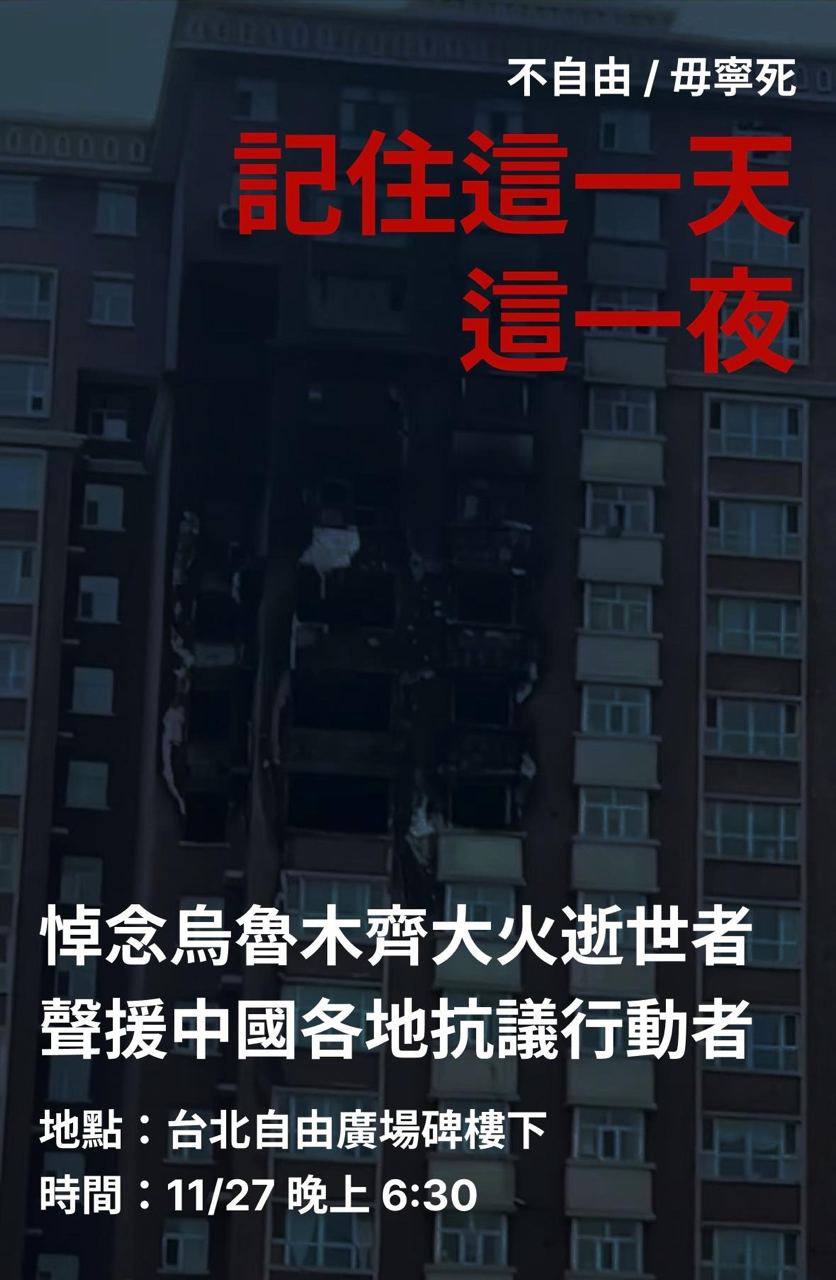 不自由 / 毋寧死
記住這一天
這一夜
悼念烏魯木齊大火逝世者
聲援中國各地抗議行動者
地點：台北自由廣場碑樓下
時間：11/27 晚上 6:30